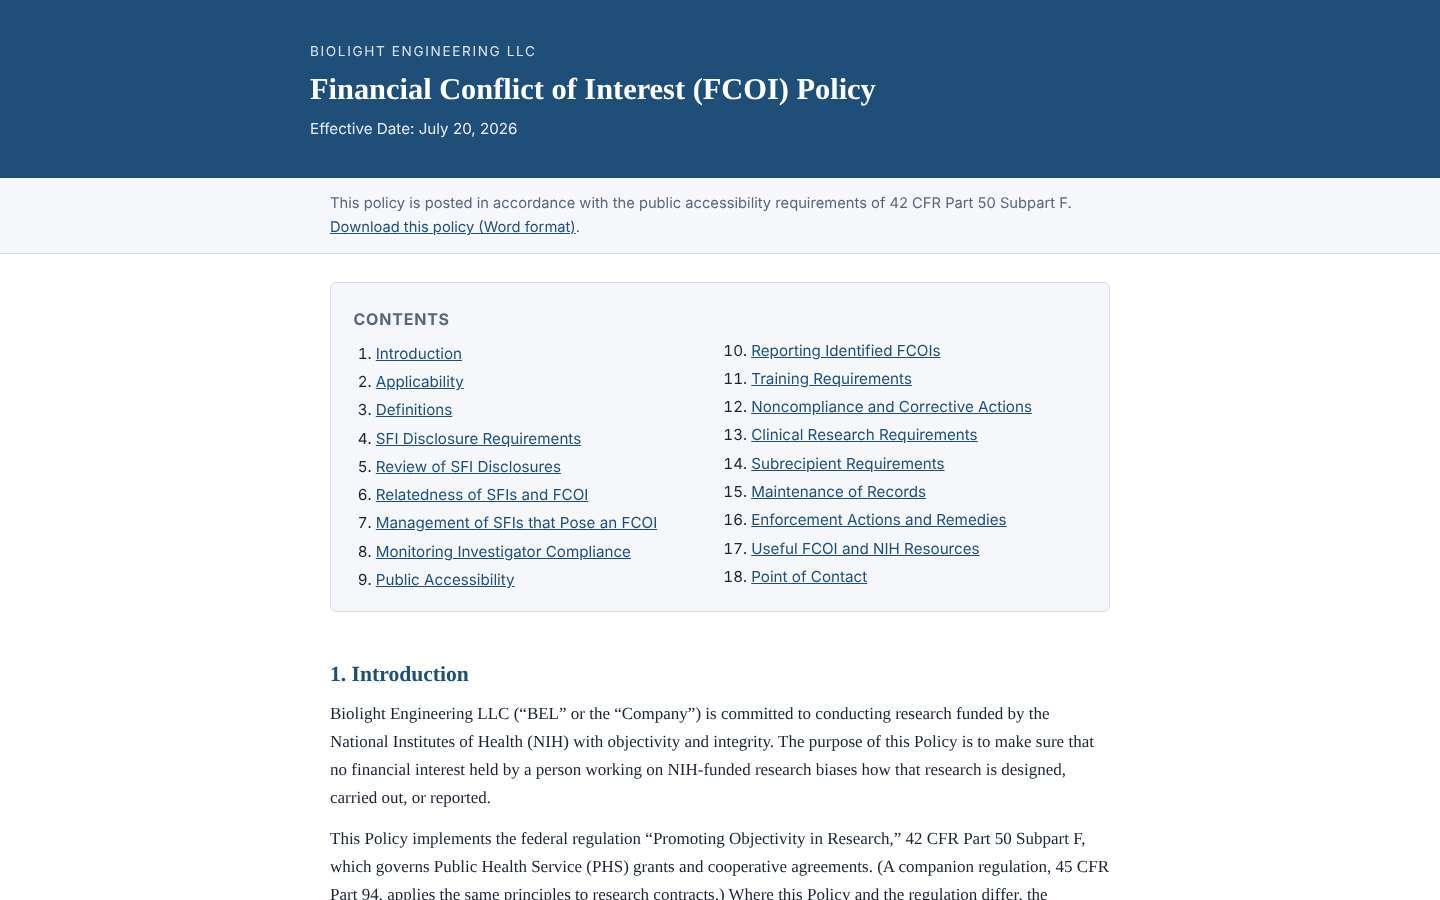 BIOLIGHT ENGINEERING LLC
Financial Conflict of Interest (FCOI) Policy
Effective Date: July 20, 2026
This policy is posted in accordance with the public accessibility requirements of 42 CFR Part 50 Subpart F.
Download this policy (Word format).
CONTENTS
1. Introduction
2. Applicability
3. Definitions
4. SFI Disclosure Requirements
5. Review of SFI Disclosures
6. Relatedness of SFIs and FCOI
7. Management of SFIs that Pose an FCOI
8. Monitoring Investigator Compliance
9. Public Accessibility
10. Reporting Identified FCOIs
11. Training Requirements
12. Noncompliance and Corrective Actions
13. Clinical Research Requirements
14. Subrecipient Requirements
15. Maintenance of Records
16. Enforcement Actions and Remedies
17. Useful FCOI and NIH Resources
18. Point of Contact
1. Introduction
Biolight Engineering LLC (“BEL” or the “Company”) is committed to conducting research funded by the
National Institutes of Health (NIH) with objectivity and integrity. The purpose of this Policy is to make sure that
no financial interest held by a person working on NIH-funded research biases how that research is designed,
carried out, or reported.
This Policy implements the federal regulation “Promoting Objectivity in Research,” 42 CFR Part 50 Subpart F,
which governs Public Health Service (PHS) grants and cooperative agreements. (A companion regulation, 45 CFR
Part 94, applies the same principles to research contracts.) Where this Policy and the regulation differ, the